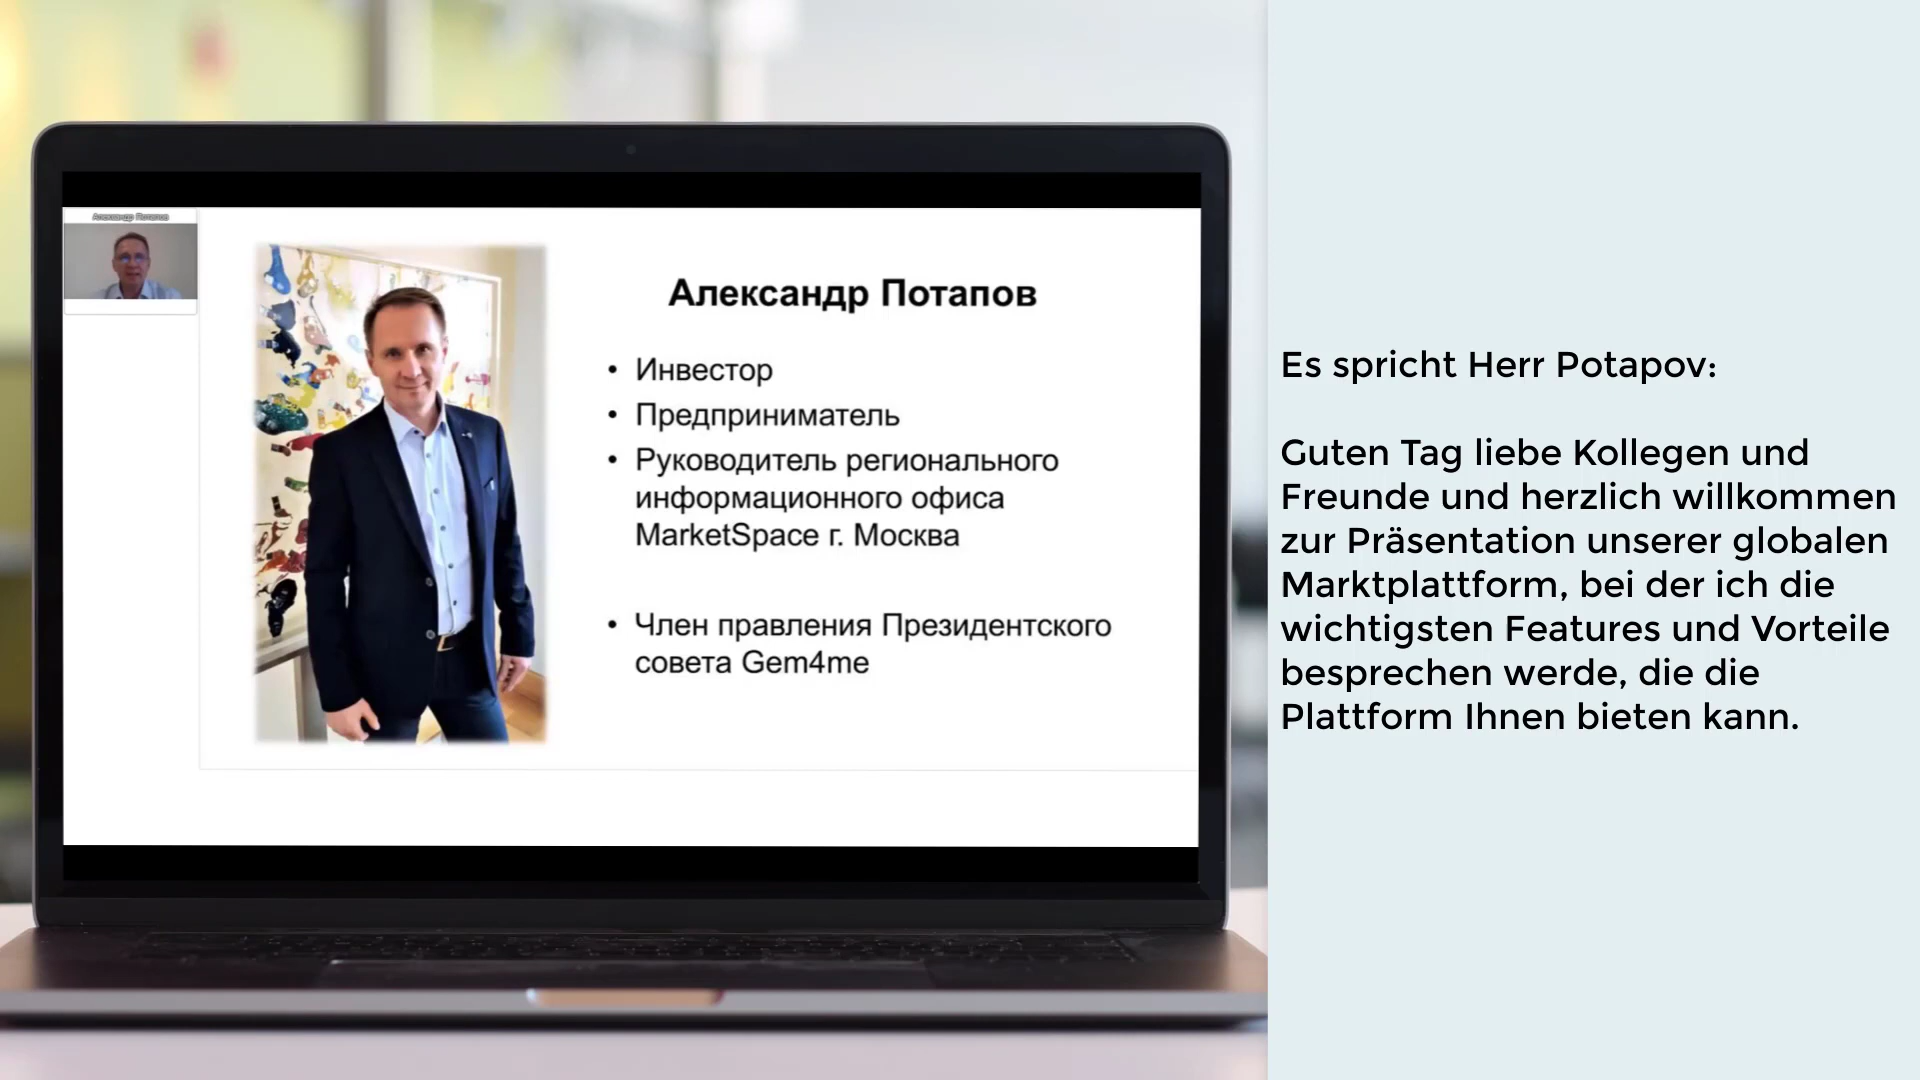 Александр Потапов
Александр Потапов
• Инвестор
• Предприниматель
• Руководитель регионального
информационного офиса
MarketSpace г. Москва
• Член правления Президентского
совета Gem4me
Es spricht Herr Potapov:
Guten Tag liebe Kollegen und
Freunde und herzlich willkommen
zur Präsentation unserer globalen
Marktplattform, bei der ich die
wichtigsten Features und Vorteile
besprechen werde, die die
Plattform Ihnen bieten kann.